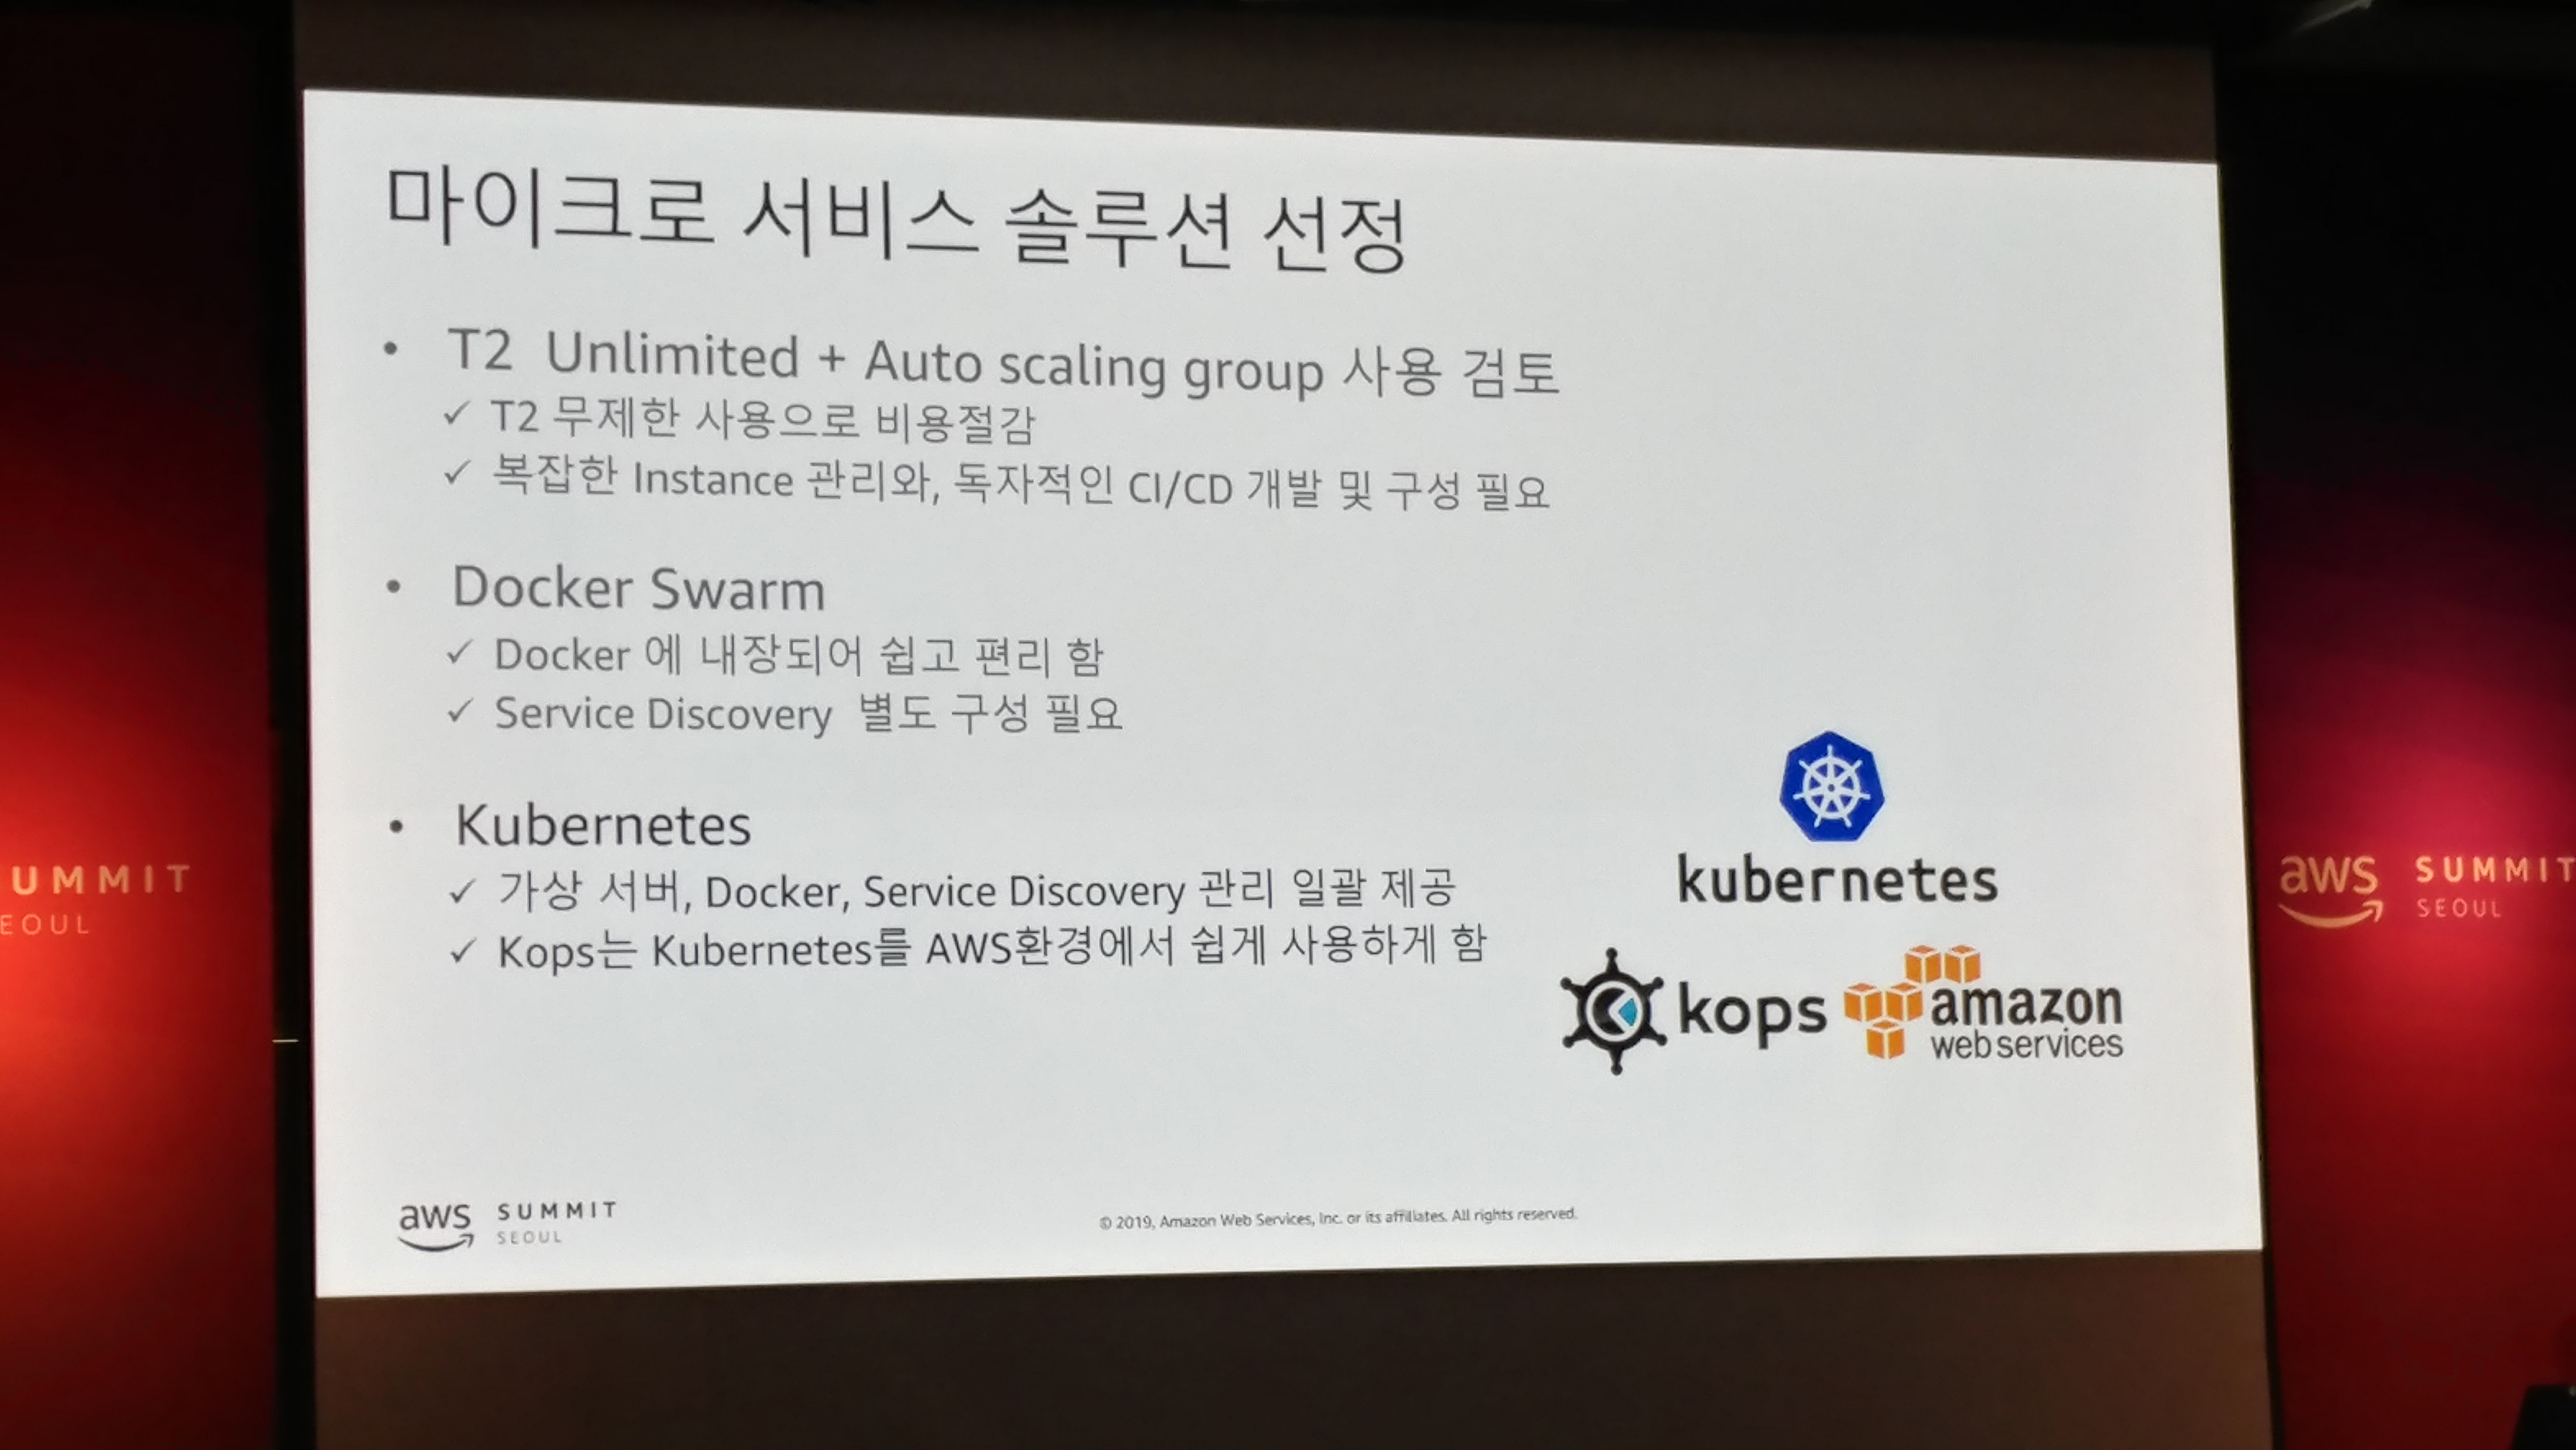 마이크로 서비스 솔루션 선정
• T2 Unlimited + Auto scaling group 사용 검토
✓ T2 무제한 사용으로 비용절감
✓ 복잡한 Instance 관리와, 독자적인 CI/CD 개발 및 구성 필요
• Docker Swarm
✓ Docker 에 내장되어 쉽고 편리 함
✓ Service Discovery 별도 구성 필요
• Kubernetes
✓ 가상 서버, Docker, Service Discovery 관리 일괄 제공
✓ Kops는 Kubernetes를 AWS환경에서 쉽게 사용하게 함
kubernetes
kops
amazon
web services
aws SUMMIT
SEOUL
© 2019, Amazon Web Services, Inc. or its affiliates. All rights reserved.
UMMIT
EOUL
aws SUMMIT
SEOUL